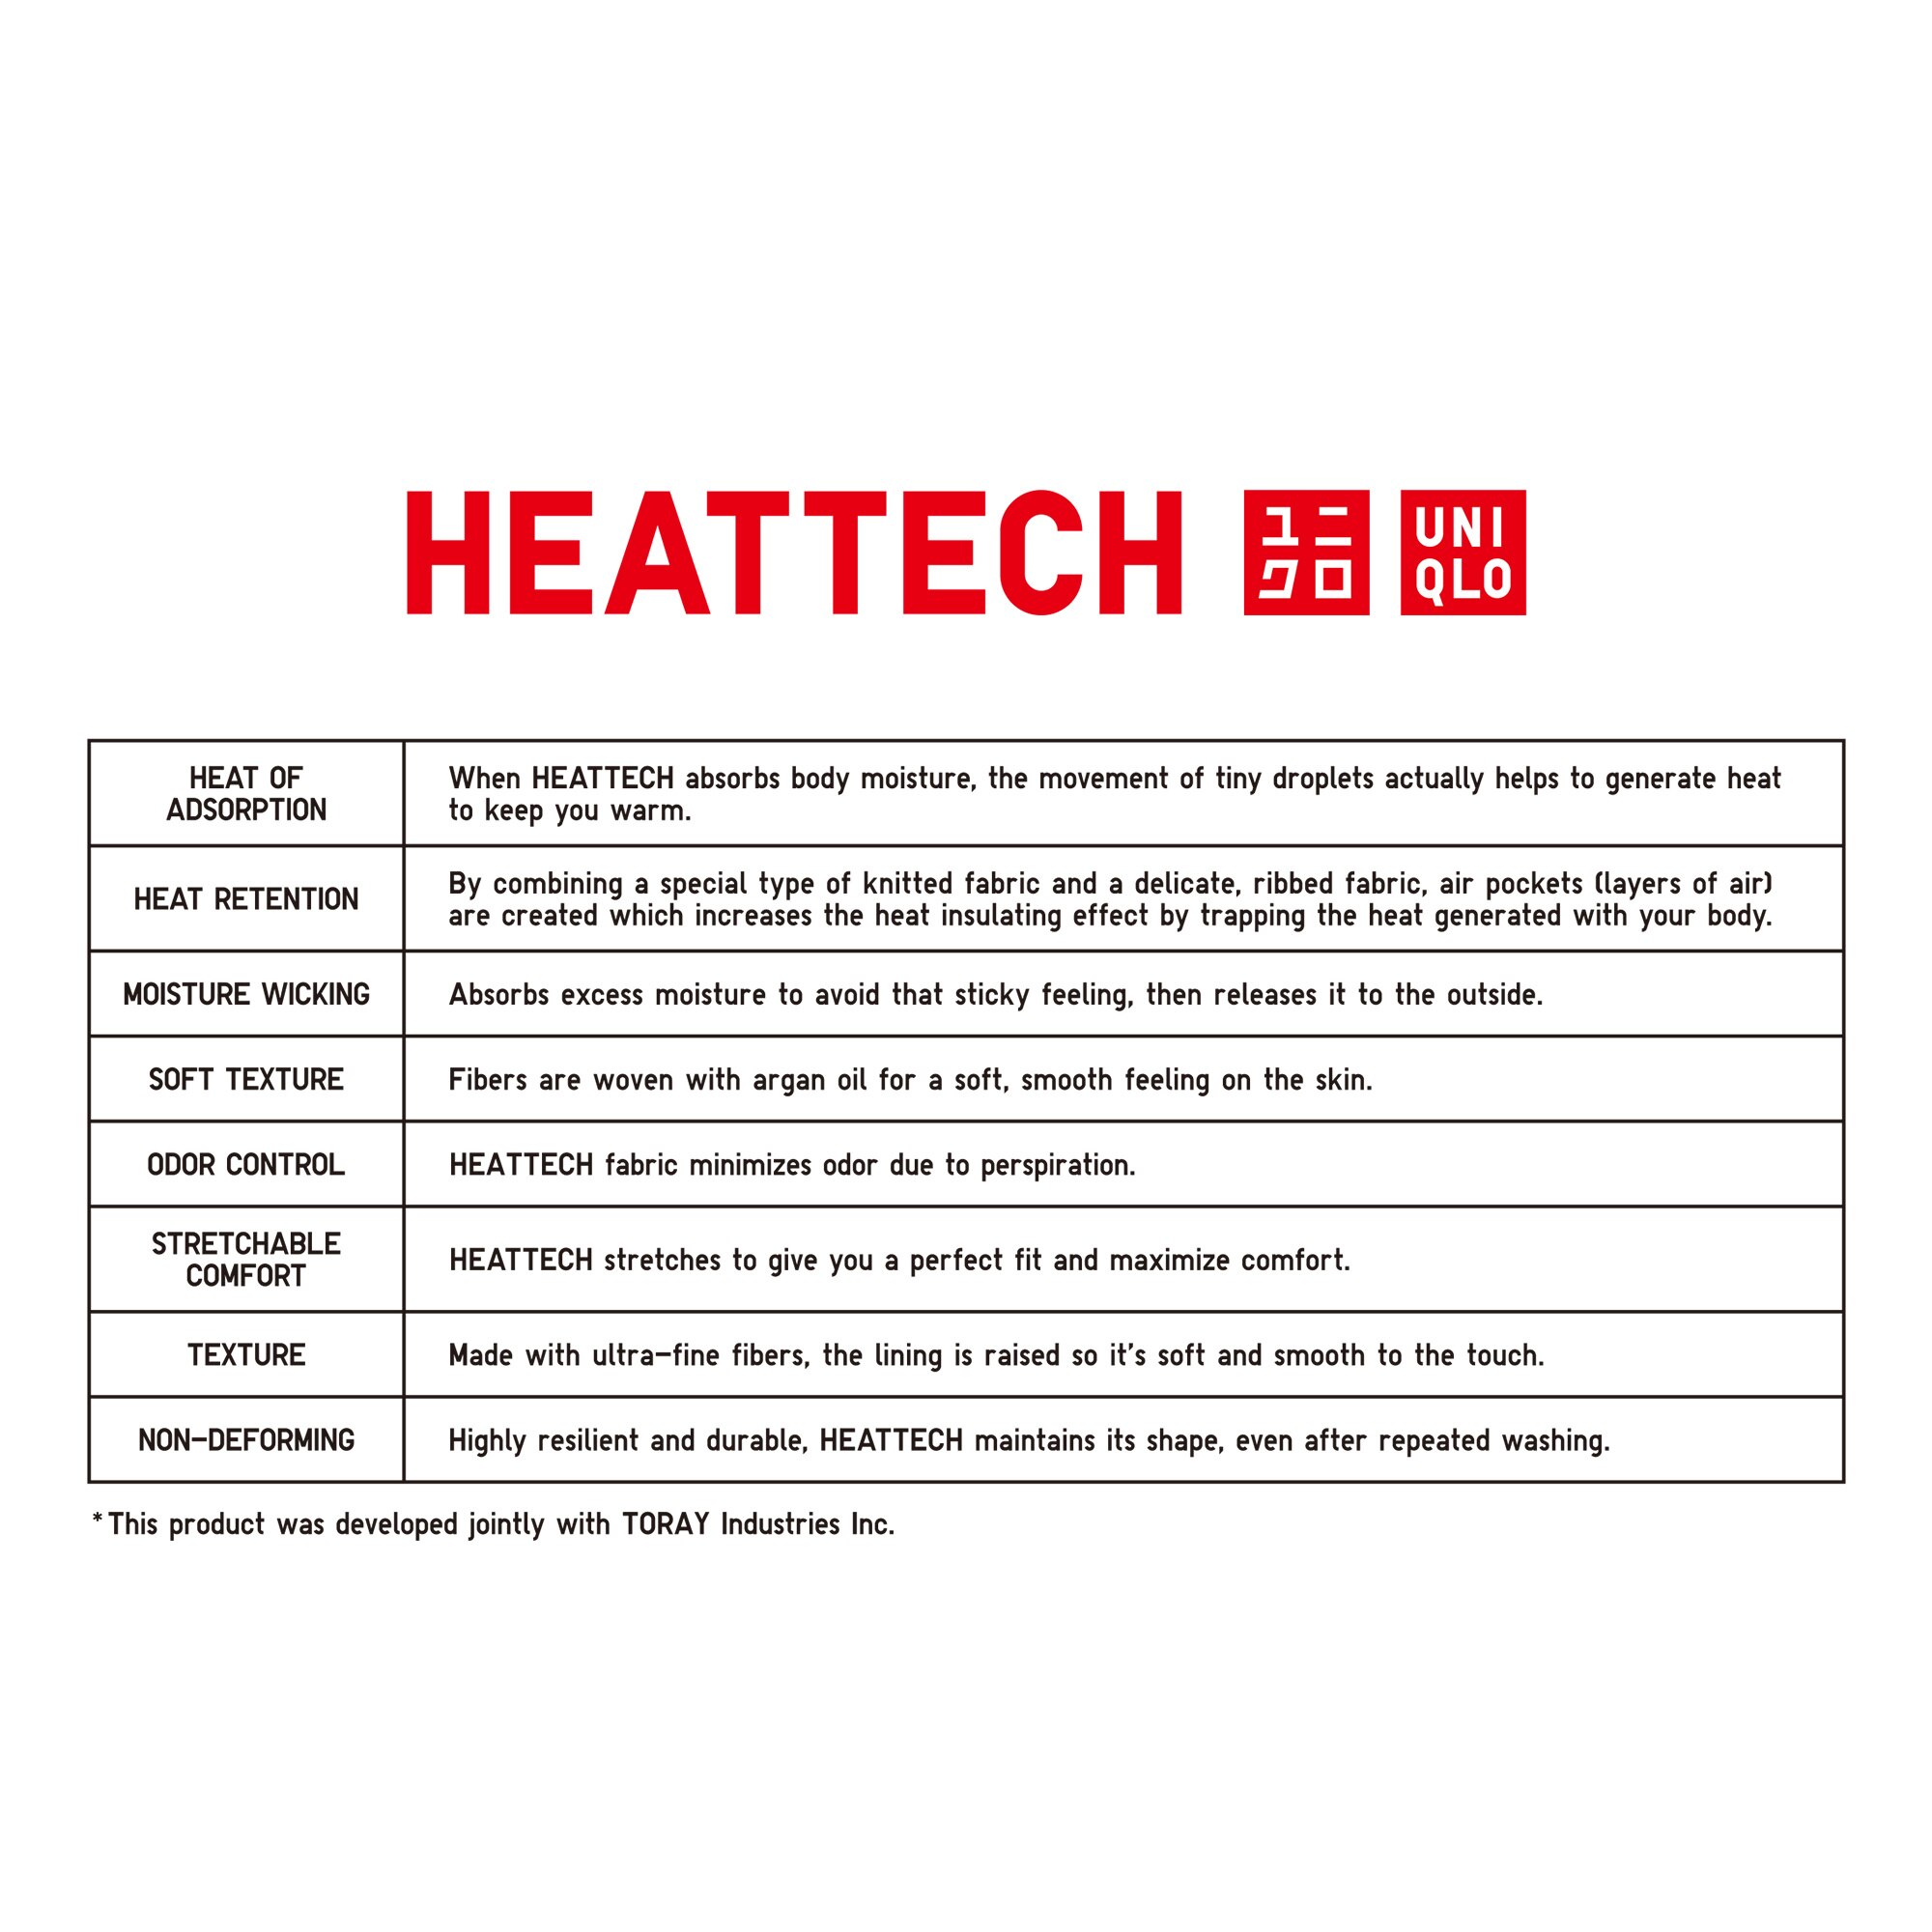 HEATTECH ユニクロ UNIQLO
HEAT OF
ADSORPTION
When HEATTECH absorbs body moisture, the movement of tiny droplets actually helps to generate heat
to keep you warm.
HEAT RETENTION
By combining a special type of knitted fabric and a delicate, ribbed fabric, air pockets (layers of air)
are created which increases the heat insulating effect by trapping the heat generated with your body.
MOISTURE WICKING
Absorbs excess moisture to avoid that sticky feeling, then releases it to the outside.
SOFT TEXTURE
Fibers are woven with argan oil for a soft, smooth feeling on the skin.
ODOR CONTROL
HEATTECH fabric minimizes odor due to perspiration.
STRETCHABLE
COMFORT
HEATTECH stretches to give you a perfect fit and maximize comfort.
TEXTURE
Made with ultra-fine fibers, the lining is raised so it's soft and smooth to the touch.
NON-DEFORMING
Highly resilient and durable, HEATTECH maintains its shape, even after repeated washing.
*This product was developed jointly with TORAY Industries Inc.